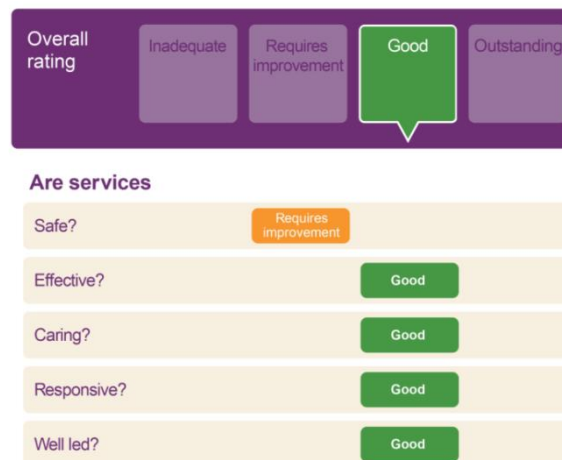 Overall
rating
Inadequate
Requires
improvement
Good
Outstanding
Are services
Safe?
Requires
improvement
Effective?
Good
Caring?
Good
Responsive?
Good
Well led?
Good